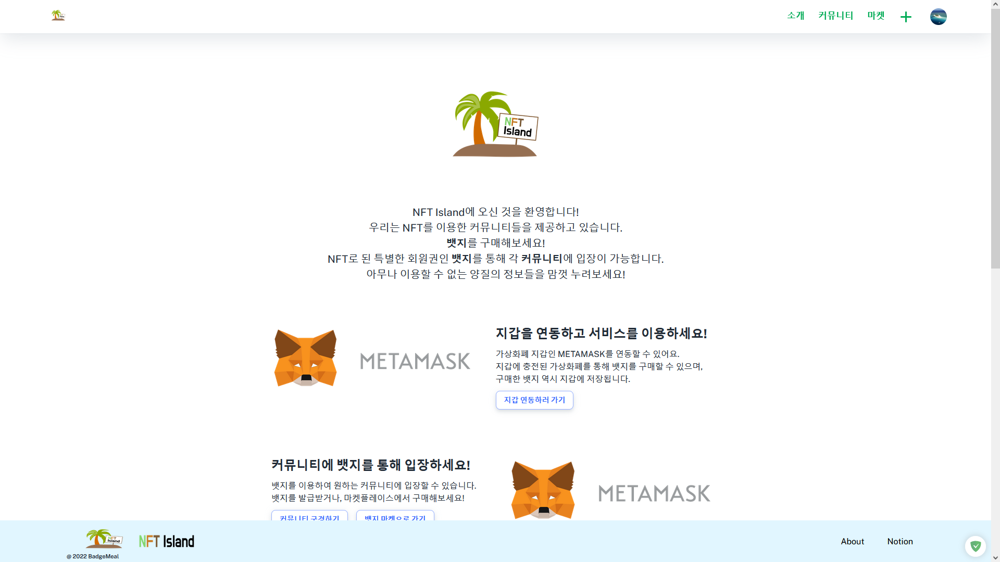 소개 커뮤니티 마켓
NFT
Island
NFT Island에 오신 것을 환영합니다!
우리는 NFT를 이용한 커뮤니티들을 제공하고 있습니다.
뱃지를 구매해보세요!
NFT로 된 특별한 회원권인 뱃지를 통해 각 커뮤니티에 입장이 가능합니다.
아무나 이용할 수 없는 양질의 정보들을 맘껏 누려보세요!
METAMASK
지갑을 연동하고 서비스를 이용하세요!
가상화폐 지갑인 METAMASK를 연동할 수 있어요.
지갑에 충전된 가상화폐를 통해 뱃지를 구매할 수 있으며,
구매한 뱃지 역시 지갑에 저장됩니다.
지갑 연동하러 가기
커뮤니티에 뱃지를 통해 입장하세요!
뱃지를 이용하여 원하는 커뮤니티에 입장할 수 있습니다.
뱃지를 발급받거나, 마켓플레이스에서 구매해보세요!
커뮤니티 구경하기 뱃지 마켓으로 가기
METAMASK
NFT
Island
NFT Island
@ 2022 BadgeMeal
About Notion